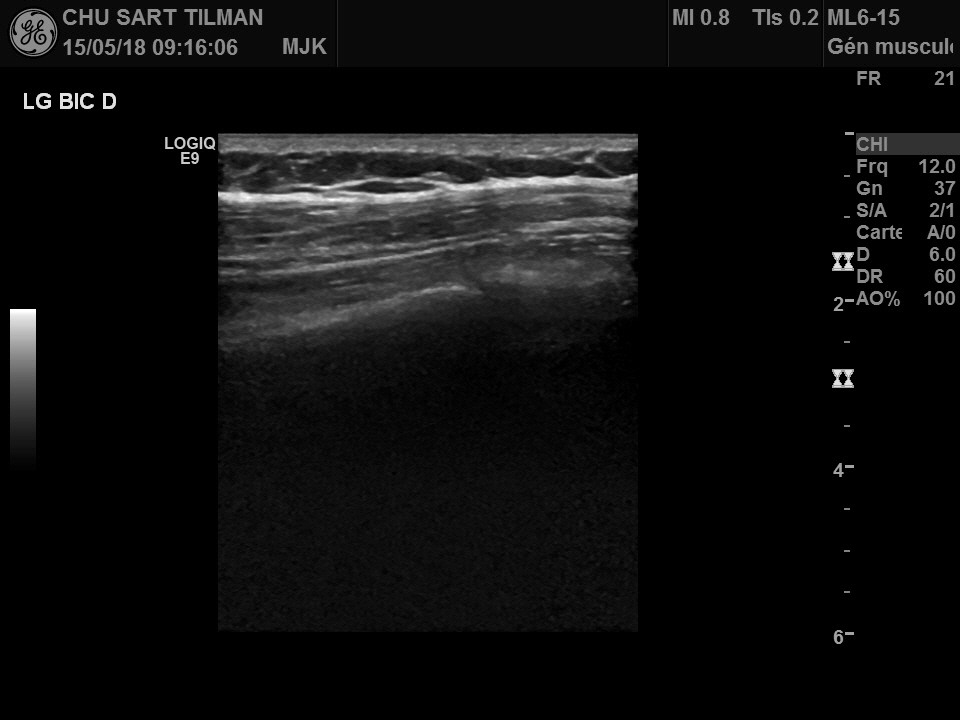 GE
CHU SART TILMAN
15/05/18 09:16:06 MJK
MI 0.8 TIs 0.2
ML6-15
Gén muscul
LG BIC D
LOGIQ
E9
FR 21
CHI
Frq 12.0
Gn 37
S/A 2/1
Carte A/0
D 6.0
DR 60
AO% 100
2
4
6